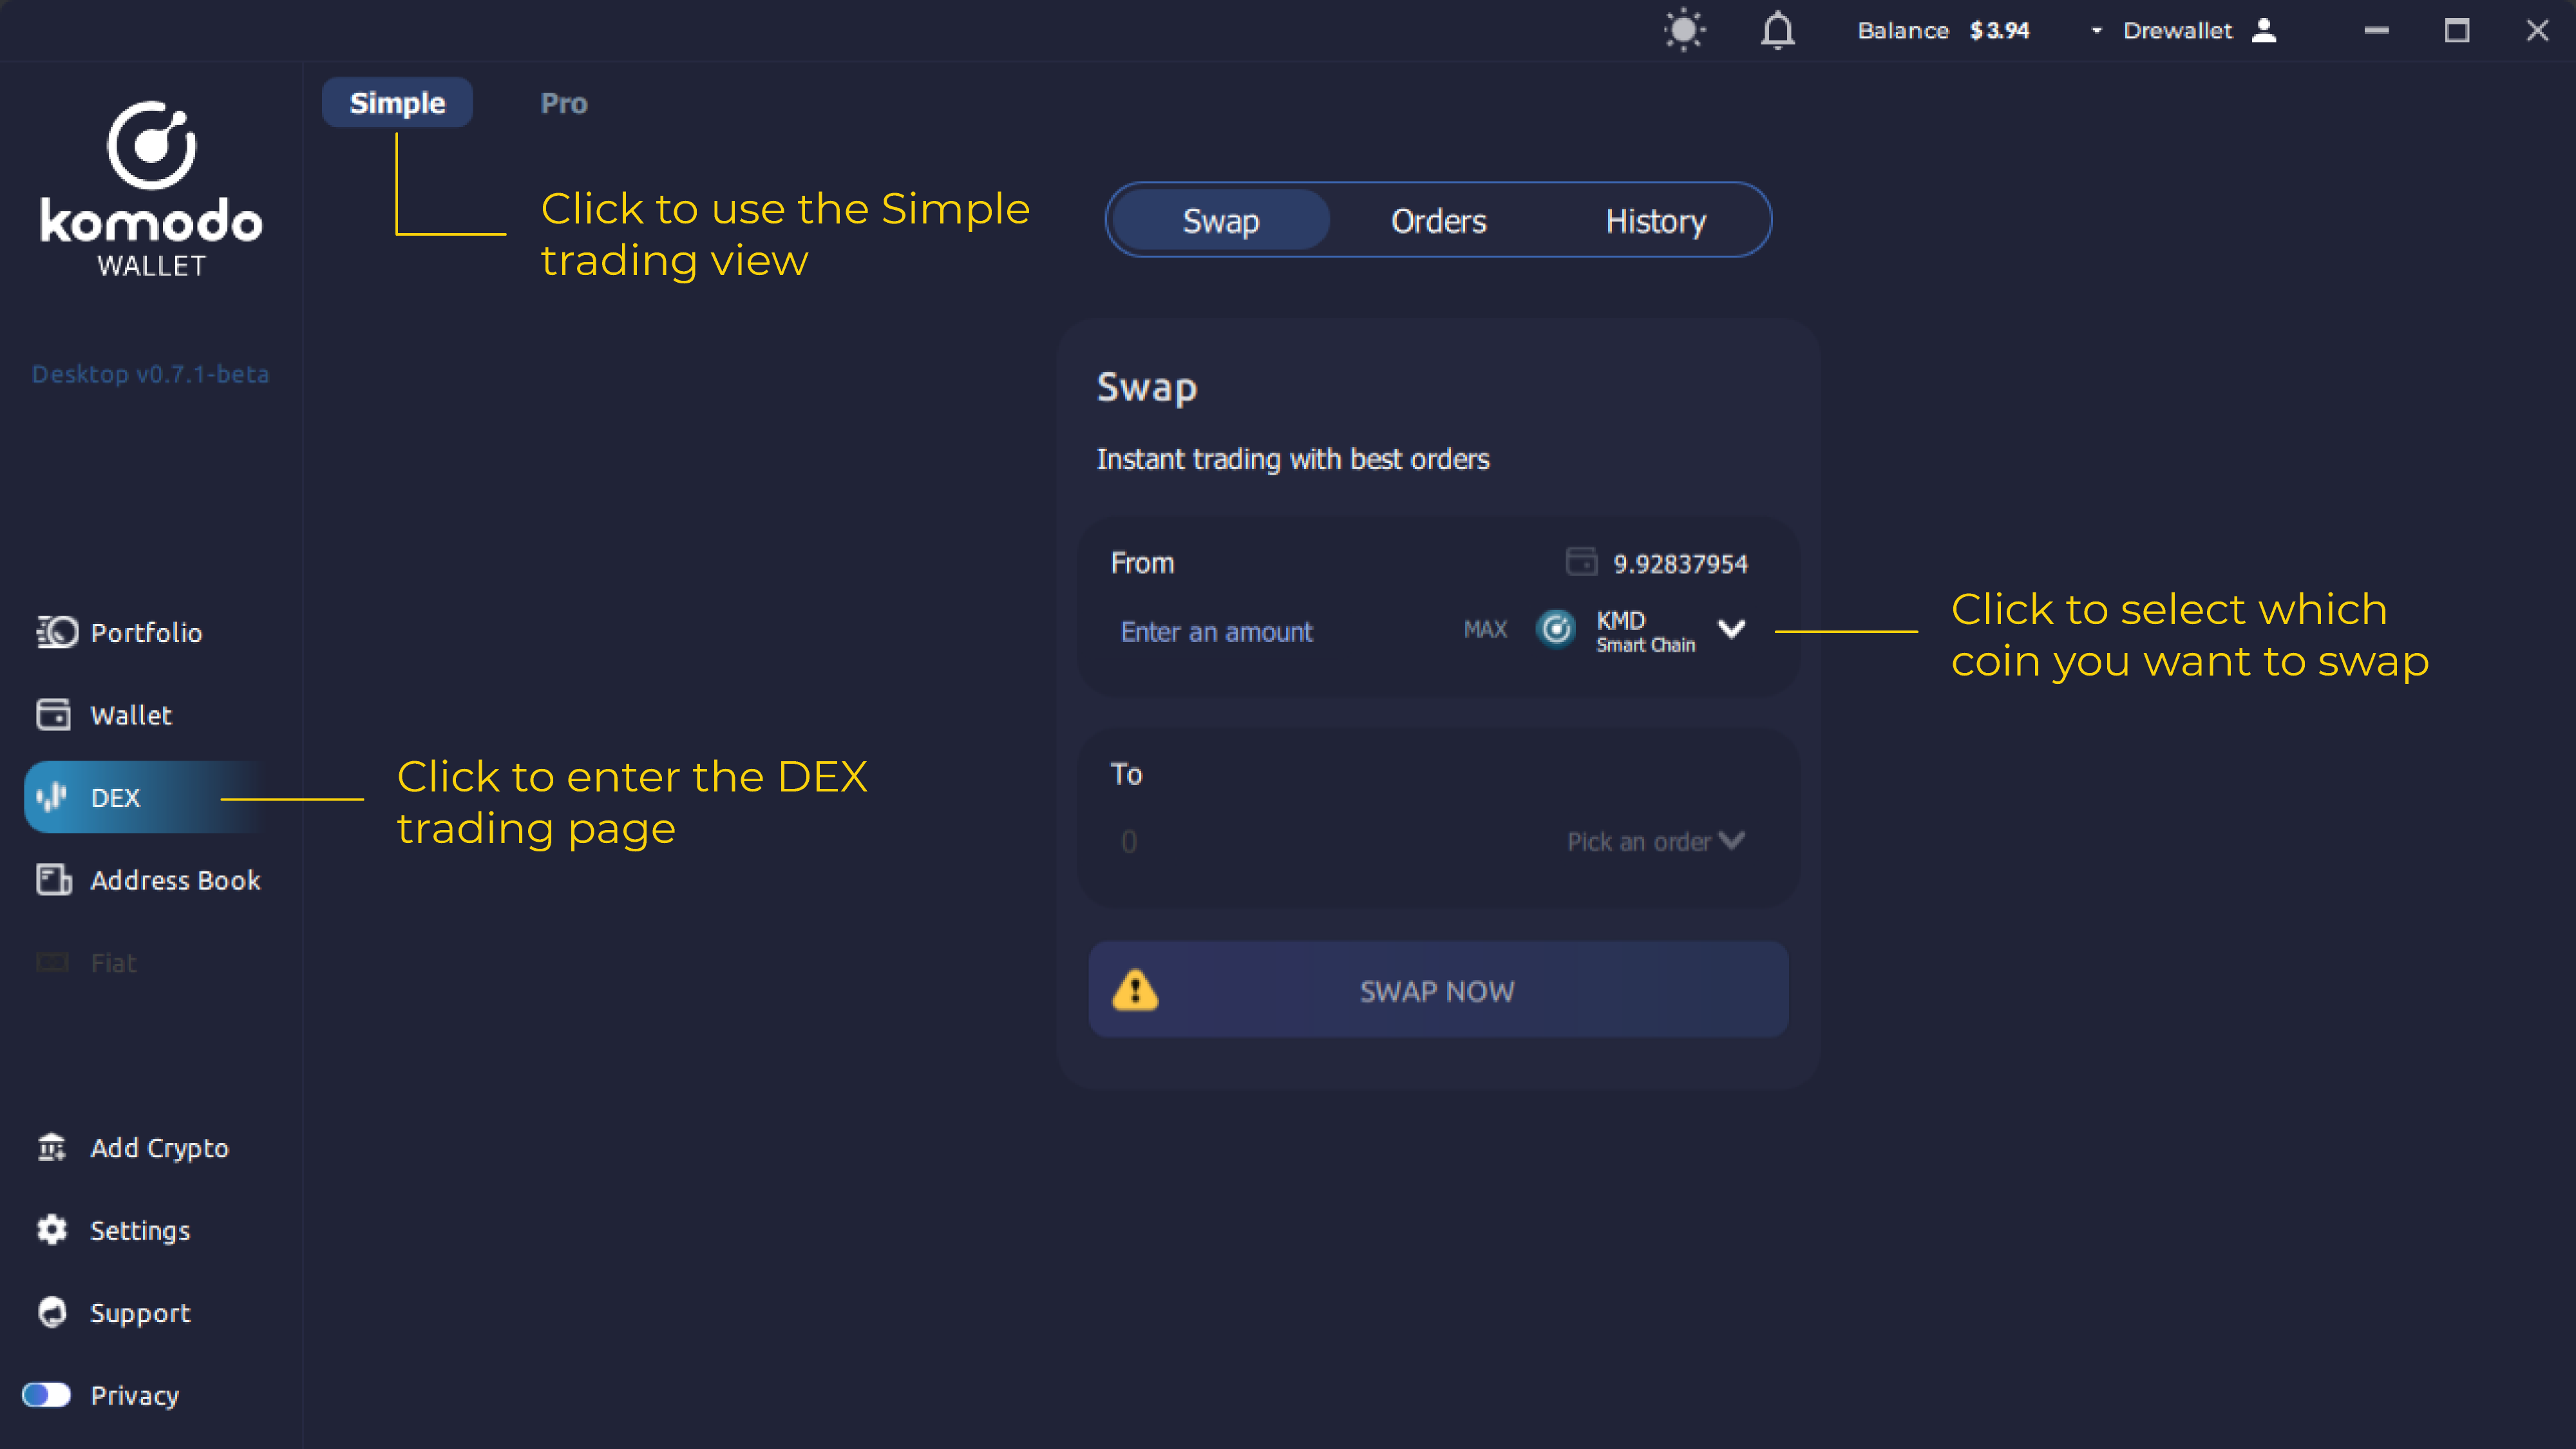 Balance $3.94 Drewallet
Simple Pro
komodo
WALLET
Click to use the Simple
trading view
Swap Orders History
Desktop v0.7.1-beta
Swap
Instant trading with best orders
From 9.92837954
Enter an amount MAX KMD
Smart Chain
Click to select which
coin you want to swap
Portfolio
Wallet
DEX
Address Book
Fiat
Click to enter the DEX
trading page
To
0 Pick an order
SWAP NOW
Add Crypto
Settings
Support
Privacy